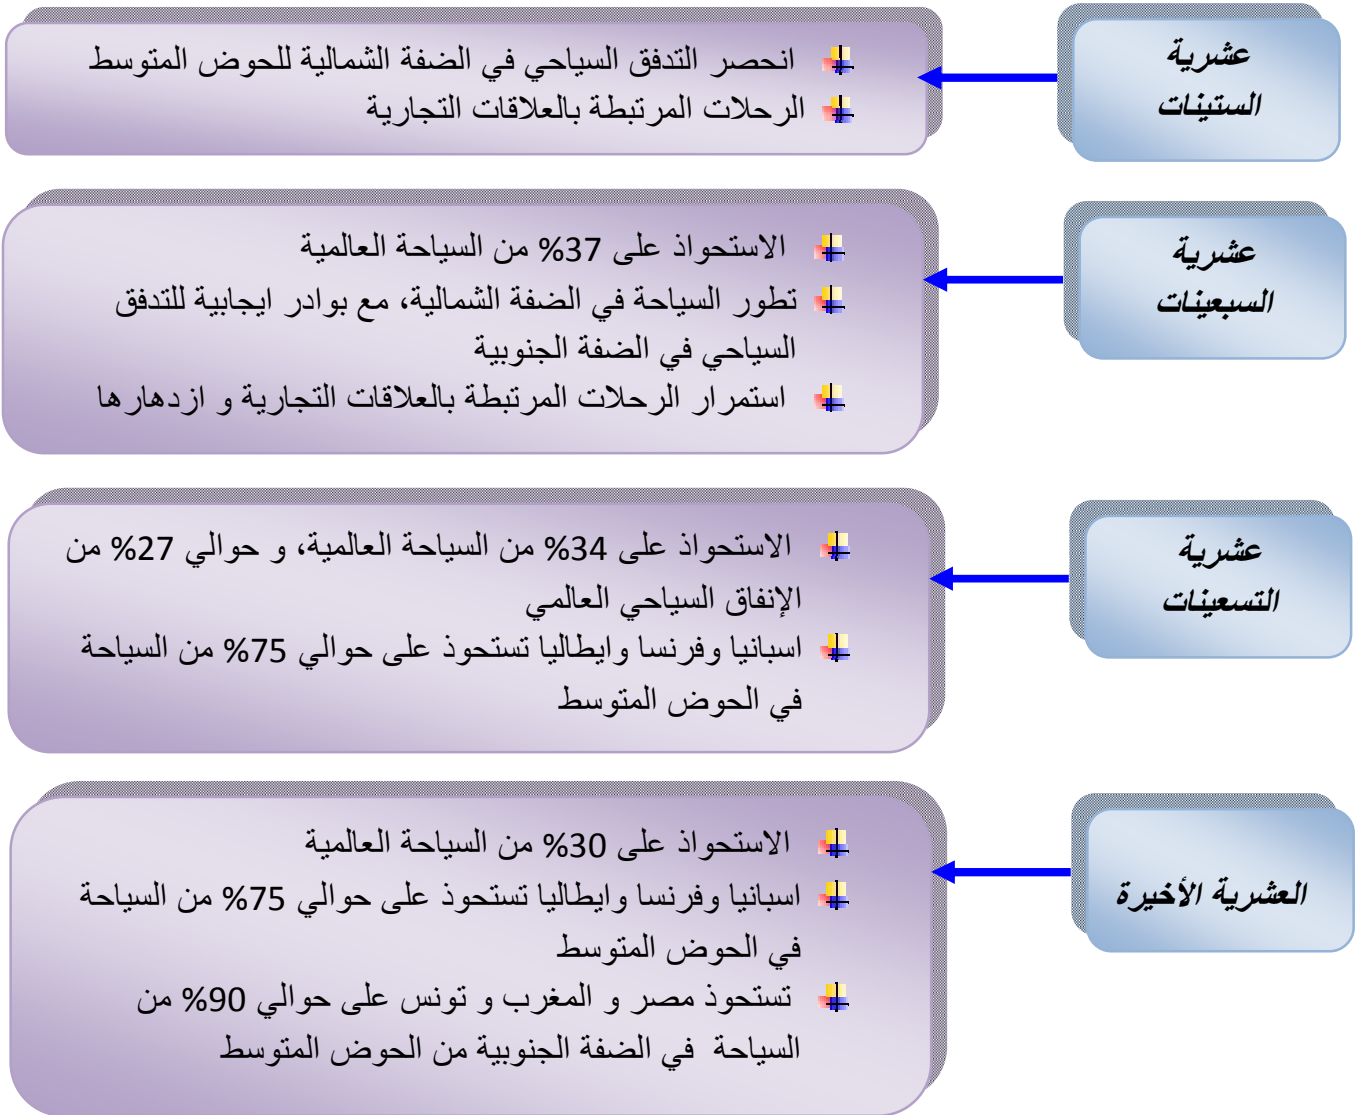 عشرية
الستينات
انحصر التدفق السياحي في الضفة الشمالية للحوض المتوسط
الرحلات المرتبطة بالعلاقات التجارية
عشرية
السبعينات
الاستحواذ على 37% من السياحة العالمية
تطور السياحة في الضفة الشمالية، مع بوادر ايجابية للتدفق
السياحي في الضفة الجنوبية
استمرار الرحلات المرتبطة بالعلاقات التجارية و ازدهارها
عشرية
التسعينات
الاستحواذ على 34% من السياحة العالمية، و حوالي 27% من
الإنفاق السياحي العالمي
اسبانيا وفرنسا وايطاليا تستحوذ على حوالي 75% من السياحة
في الحوض المتوسط
العشرية الأخيرة
الاستحواذ على 30% من السياحة العالمية
اسبانيا وفرنسا وايطاليا تستحوذ على حوالي 75% من السياحة
في الحوض المتوسط
تستحوذ مصر و المغرب و تونس على حوالي 90% من
السياحة في الضفة الجنوبية من الحوض المتوسط